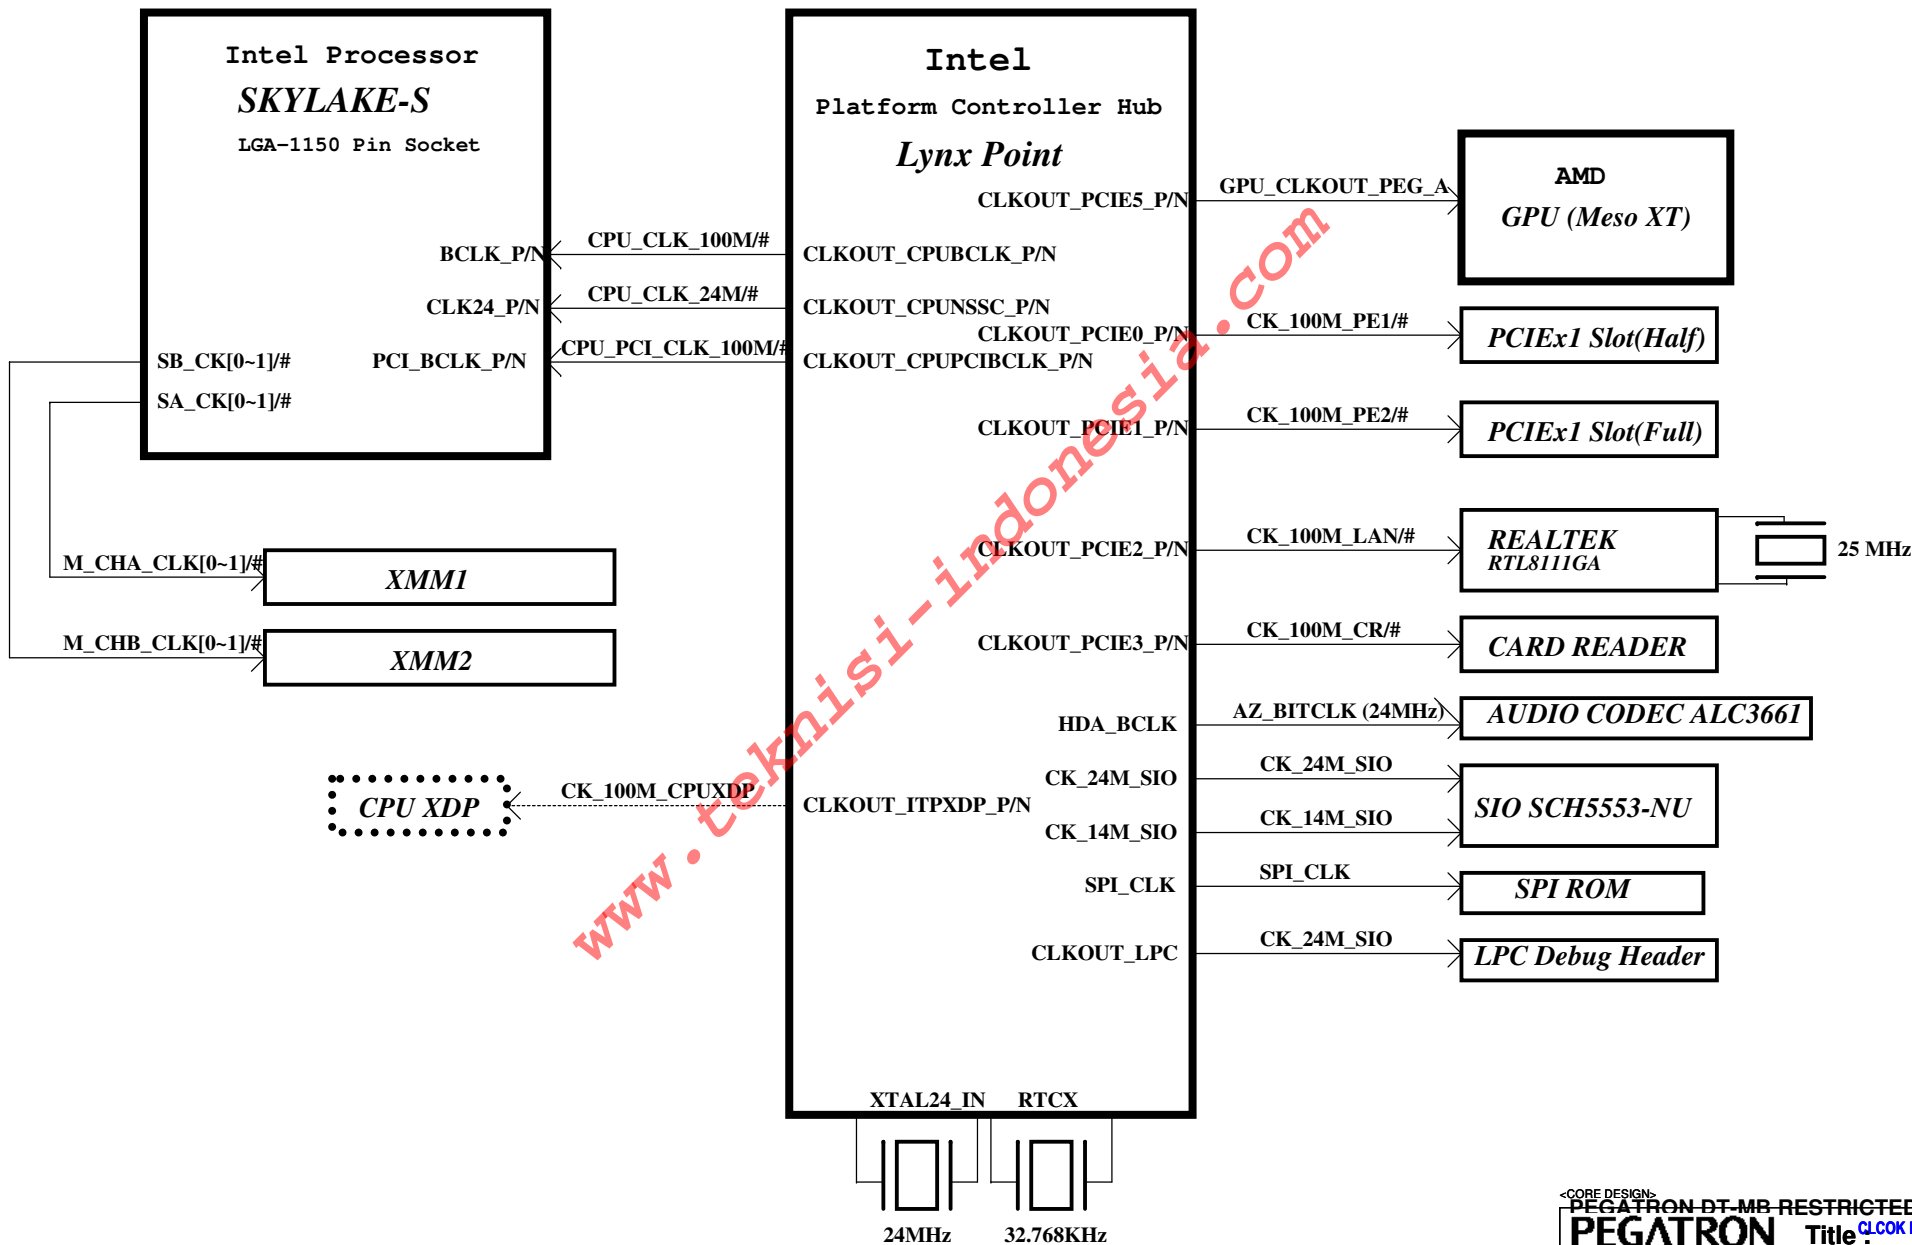 Intel Processor
SKYLAKE-S
LGA-1150 Pin Socket
BCLK_P/N
CLK24_P/N
PCI_BCLK_P/N
SB_CK[0~1]/#
SA_CK[0~1]/#
CPU_CLK_100M/#
CPU_CLK_24M/#
CPU_PCI_CLK_100M/#
M_CHA_CLK[0~1]/#
XMM1
M_CHB_CLK[0~1]/#
XMM2
CPU XDP
CK_100M_CPUXDP
Intel
Platform Controller Hub
Lynx Point
CLKOUT_PCIE5_P/N
CLKOUT_CPUBCLK_P/N
CLKOUT_CPUNSSC_P/N
CLKOUT_PCIE0_P/N
CLKOUT_CPUPCIBCLK_P/N
CLKOUT_PCIE1_P/N
CLKOUT_PCIE2_P/N
CLKOUT_PCIE3_P/N
HDA_BCLK
CK_24M_SIO
CLKOUT_ITPXDP_P/N
CK_14M_SIO
SPI_CLK
CLKOUT_LPC
XTAL24_IN
RTCX
24MHz
32.768KHz
GPU_CLKOUT_PEG_A
AMD
GPU (Meso XT)
CK_100M_PE1/#
PCIEx1 Slot(Half)
CK_100M_PE2/#
PCIEx1 Slot(Full)
CK_100M_LAN/#
REALTEK
RTL8111GA
25 MHz
CK_100M_CR/#
CARD READER
AZ_BITCLK (24MHz)
AUDIO CODEC ALC3661
CK_24M_SIO
CK_14M_SIO
SIO SCH5553-NU
SPI_CLK
SPI ROM
CK_24M_SIO
LPC Debug Header
www.teknisi-indonesia.com
<CORE DESIGN>
PEGATRON DT-MB RESTRICTED
PEGATRON
Title :
CLCOK